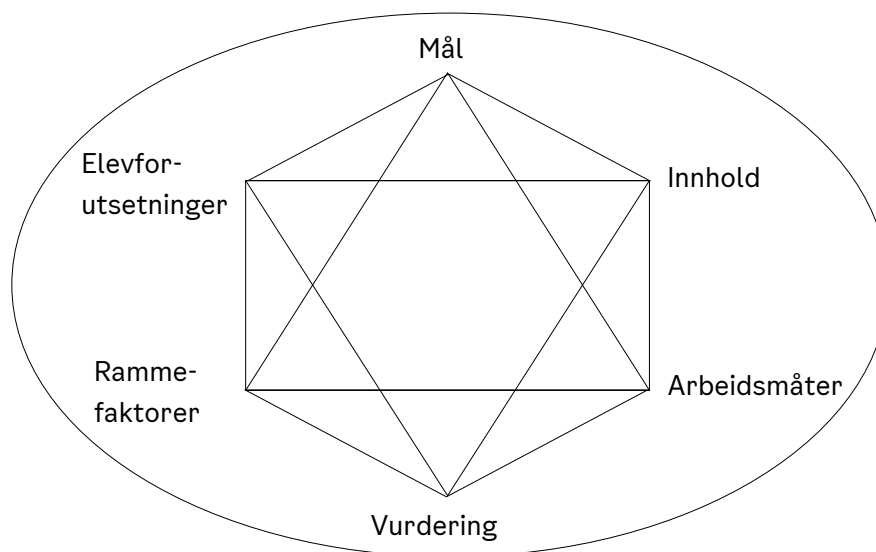 Mål
Elevfor-
utsetninger
Innhold
Ramme-
faktorer
Arbeidsmåter
Vurdering